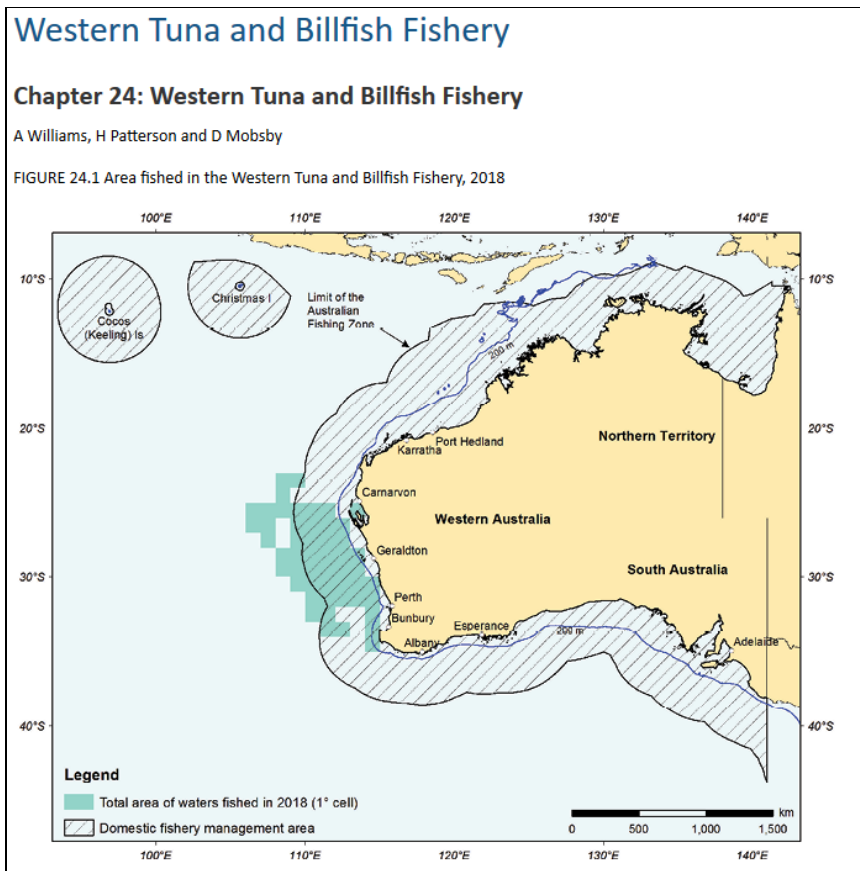 Western Tuna and Billfish Fishery
Chapter 24: Western Tuna and Billfish Fishery
A Williams, H Patterson and D Mobsby
FIGURE 24.1 Area fished in the Western Tuna and Billfish Fishery, 2018
100°E 110°E 120°E 130°E 140°E
10°S 10°S
Christmas I
Limit of the
Australian
Fishing Zone
Cocos
(Keeling) Is
200 m
20°S 20°S
Port Hedland
Northern Territory
Karratha
Carnarvon
Western Australia
Geraldton
South Australia
30°S 30°S
Perth
Bunbury
Esperance
200 m
Albany
Adelaide
40°S 40°S
Legend
Total area of waters fished in 2018 (1° cell)
Domestic fishery management area
km
0 500 1,000 1,500
100°E 110°E 120°E 130°E 140°E